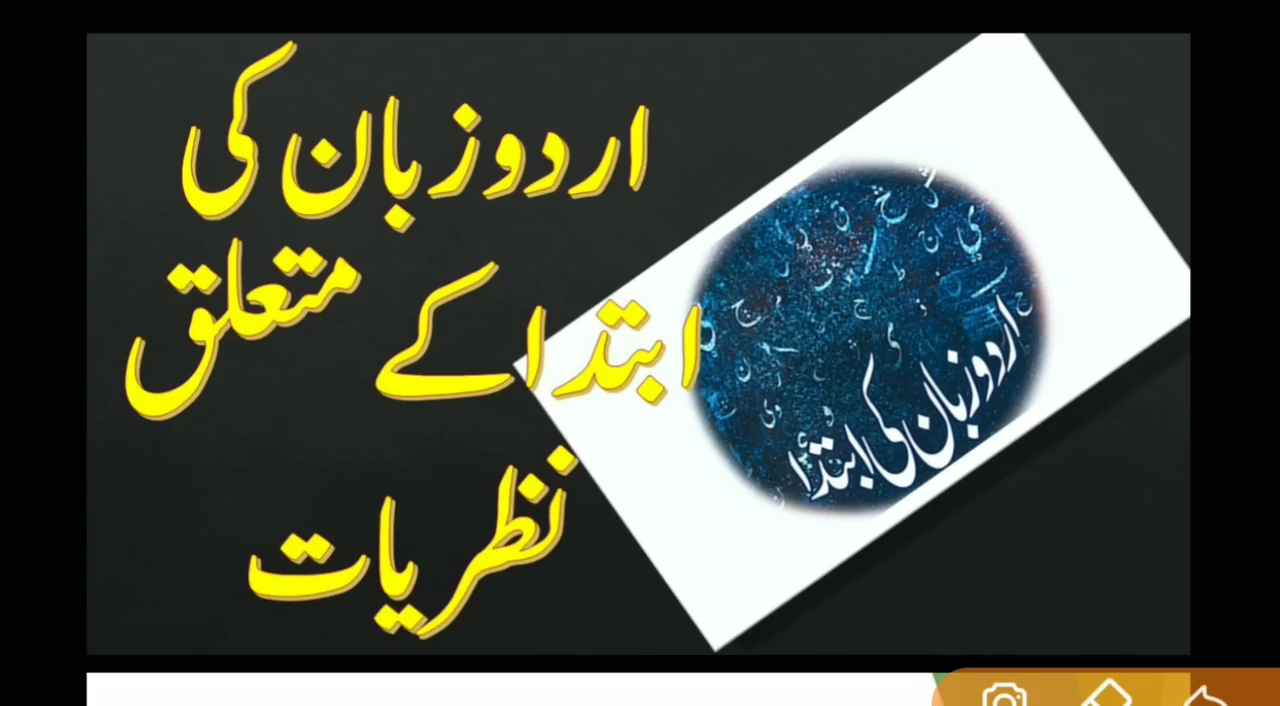 اردو زبان کی
ابتدا کے متعلق
نظریات
اردو زبان کی ابتدا